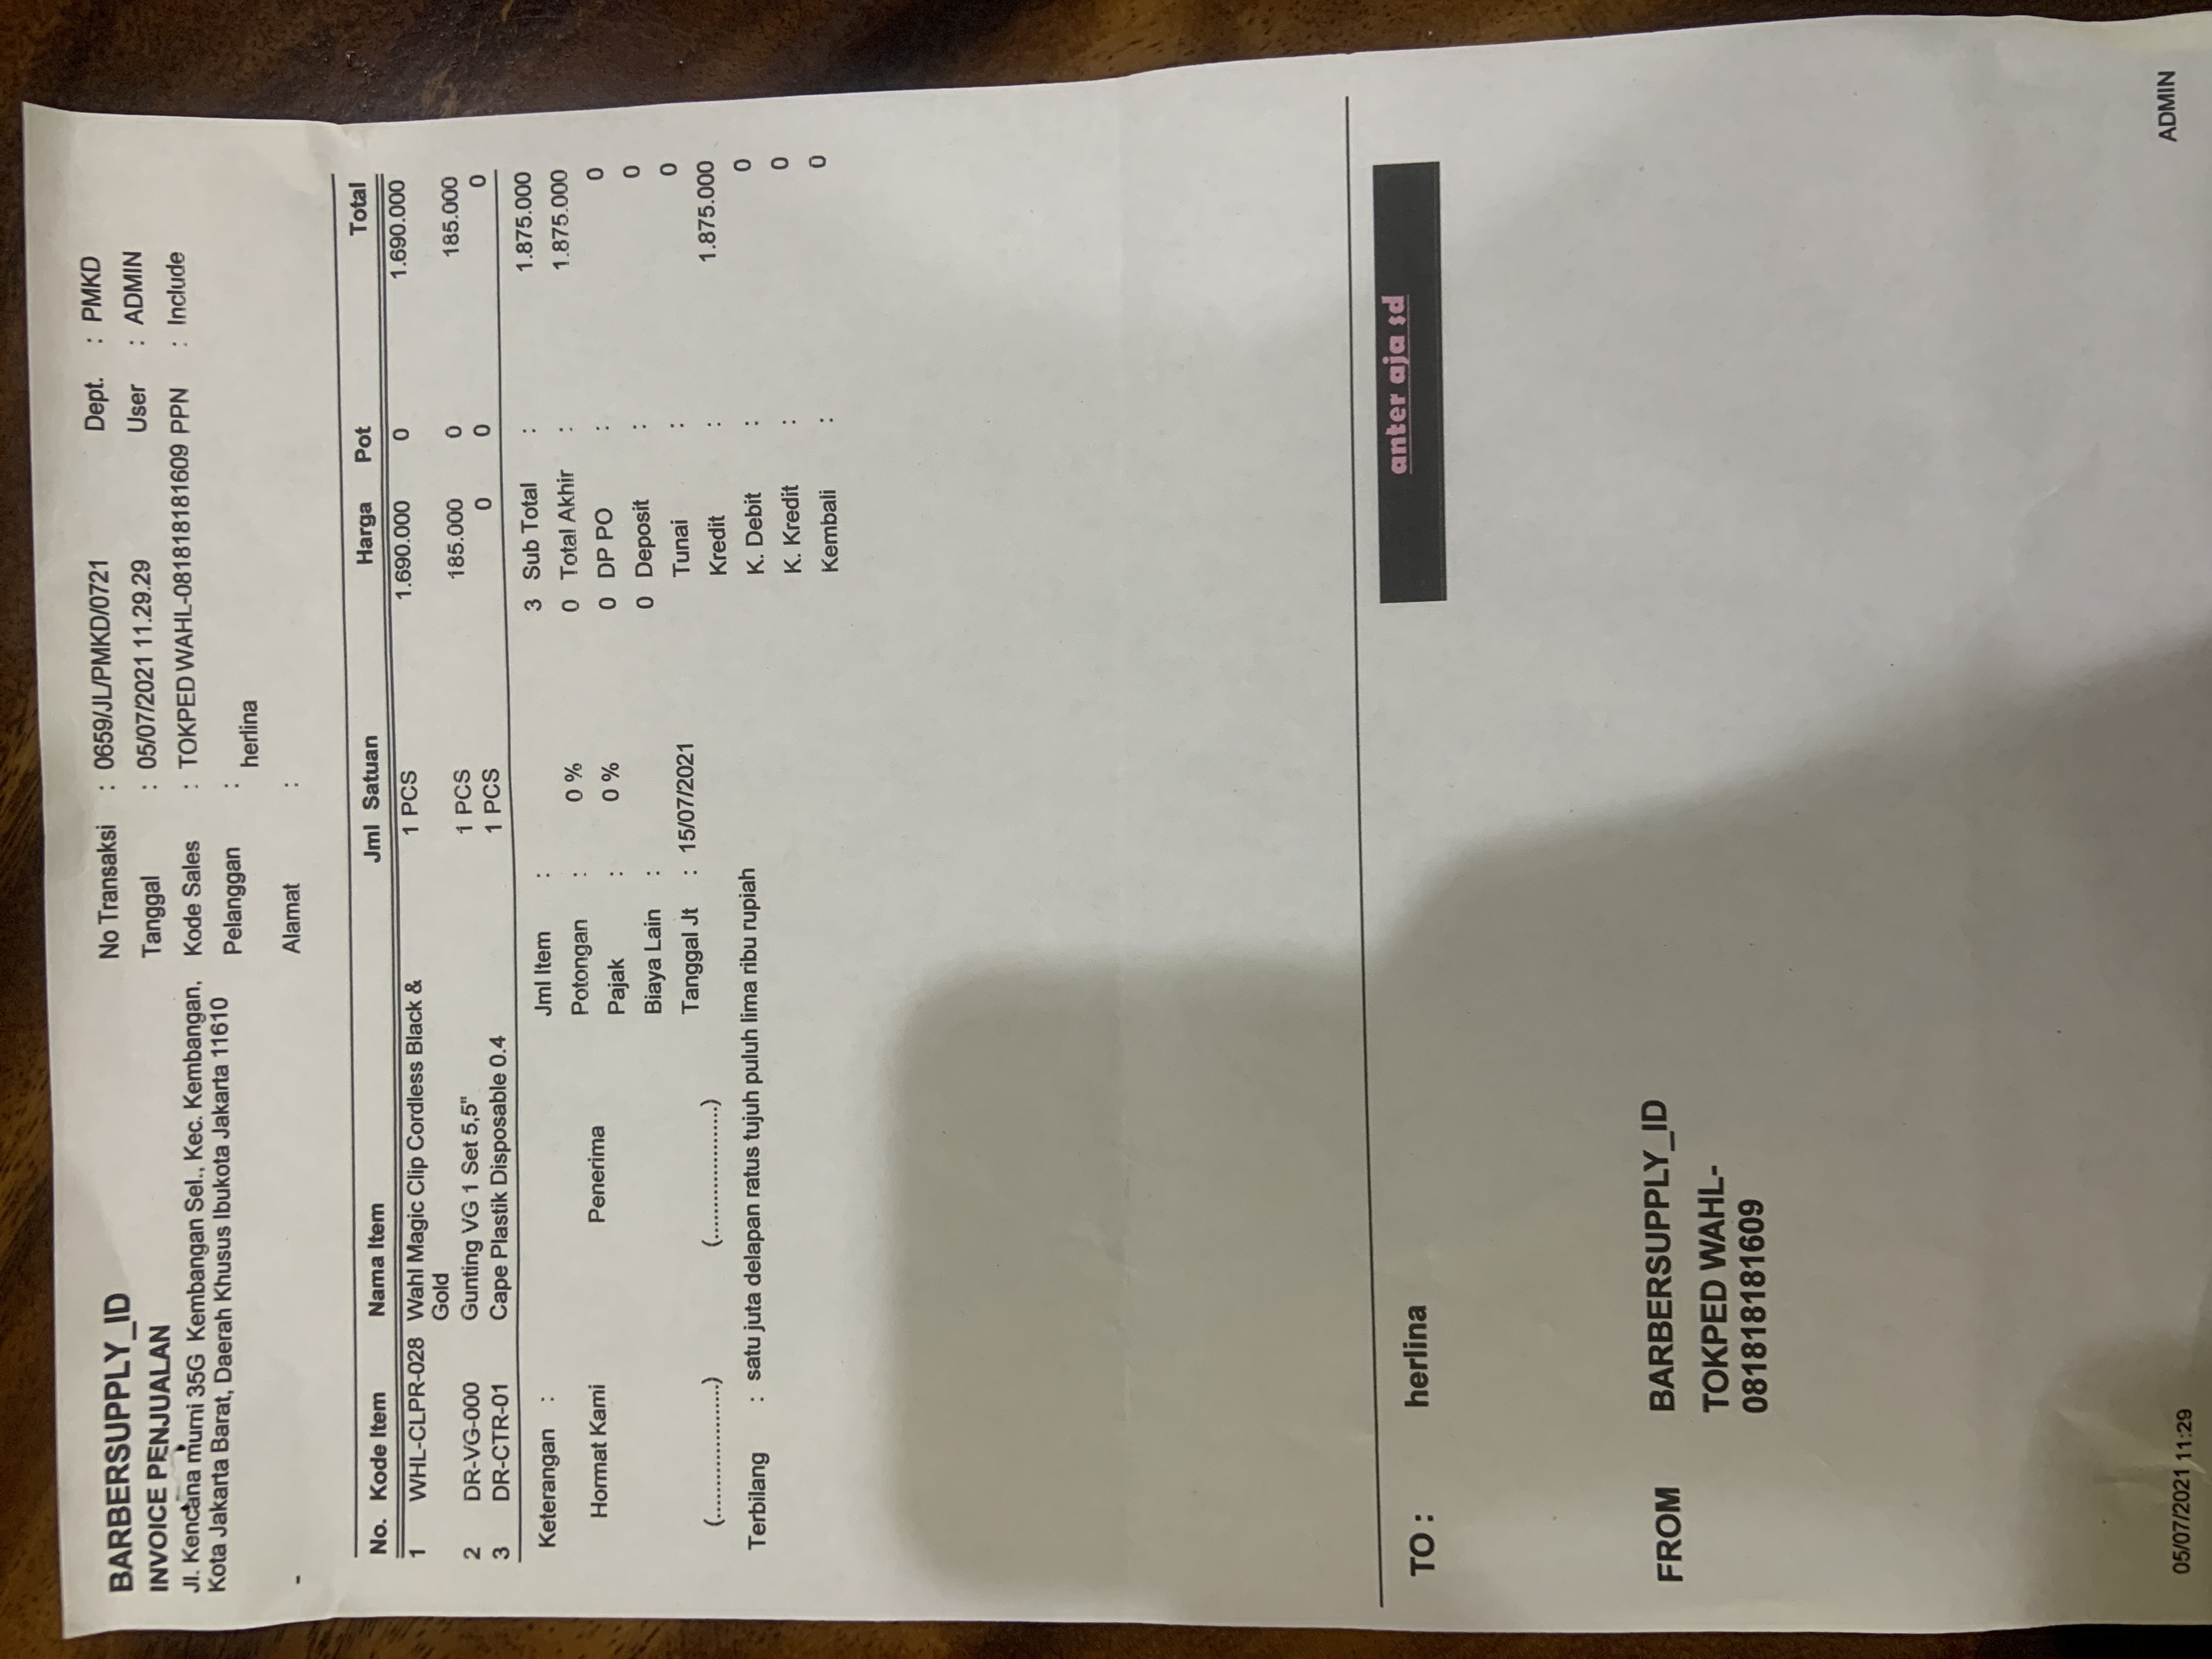 BARBERSUPPLY_ID
INVOICE PENJUALAN
Jl. Kencana murni 35G Kembangan Sel., Kec. Kembangan,
Kota Jakarta Barat, Daerah Khusus Ibukota Jakarta 11610
-
No Transaksi : 0659/JL/PMKD/0721 Dept. : PMKD
Tanggal : 05/07/2021 11.29.29 User : ADMIN
Kode Sales : TOKPED WAHL-08181818181609 PPN : Include
Pelanggan :
herlina
Alamat :
No. Kode Item Nama Item Jml Satuan Harga Pot Total
1 WHL-CLPR-028 Wahl Magic Clip Cordless Black & 1 PCS 1.690.000 0 1.690.000
Gold
2 DR-VG-000 Gunting VG 1 Set 5,5" 1 PCS 185.000 0 185.000
3 DR-CTR-01 Cape Plastik Disposable 0.4 1 PCS 0 0 0
Keterangan : Jml Item : 3 Sub Total : 1.875.000
Potongan : 0 % 0 Total Akhir : 1.875.000
Hormat Kami Penerima Pajak : 0 % 0 DP PO : 0
Biaya Lain : 0 Deposit : 0
Tanggal Jt : 15/07/2021 Tunai : 0
(....................) (....................) Kredit : 1.875.000
Terbilang : satu juta delapan ratus tujuh puluh lima ribu rupiah K. Debit : 0
K. Kredit : 0
Kembali : 0
TO : herlina anter aja sd
FROM BARBERSUPPLY_ID
TOKPED WAHL-
08181818181609
05/07/2021 11:29 ADMIN